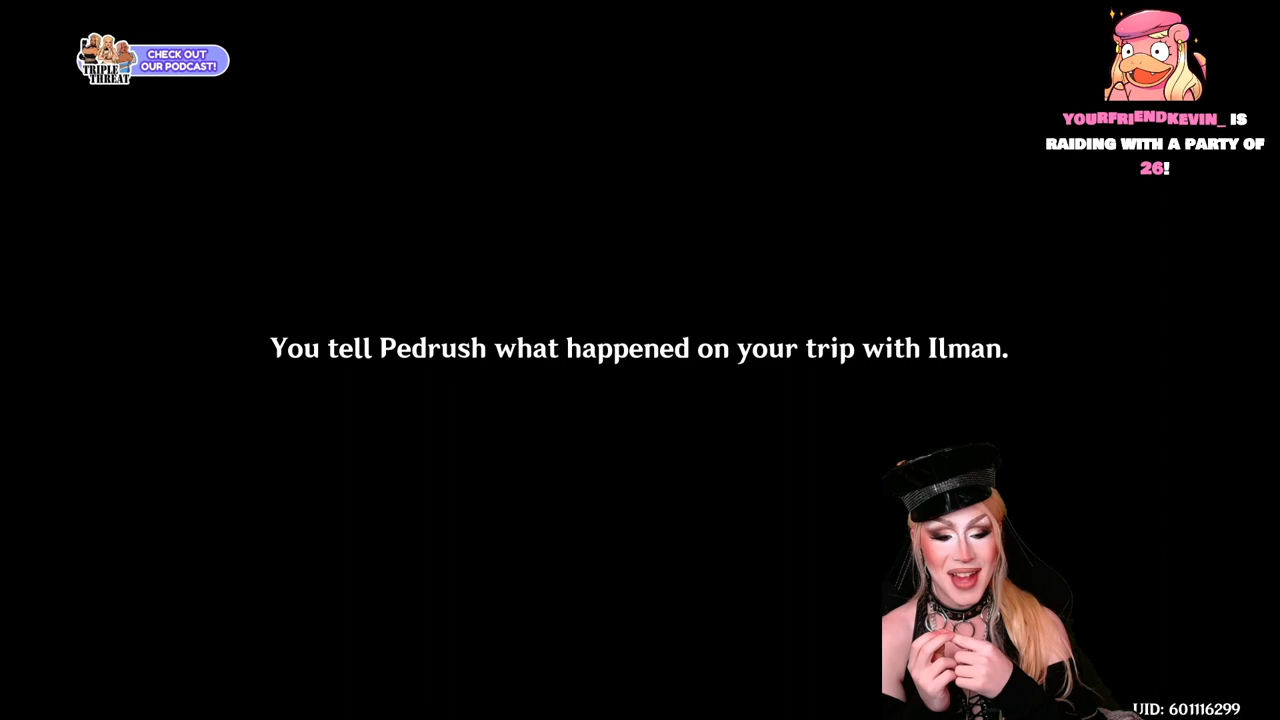 CHECK OUT
OUR PODCAST!
TRIPLE
THREAT
YOURFRIENDKEVIN_ IS
RAIDING WITH A PARTY OF
26!
You tell Pedrush what happened on your trip with Ilman.
UID: 601116299